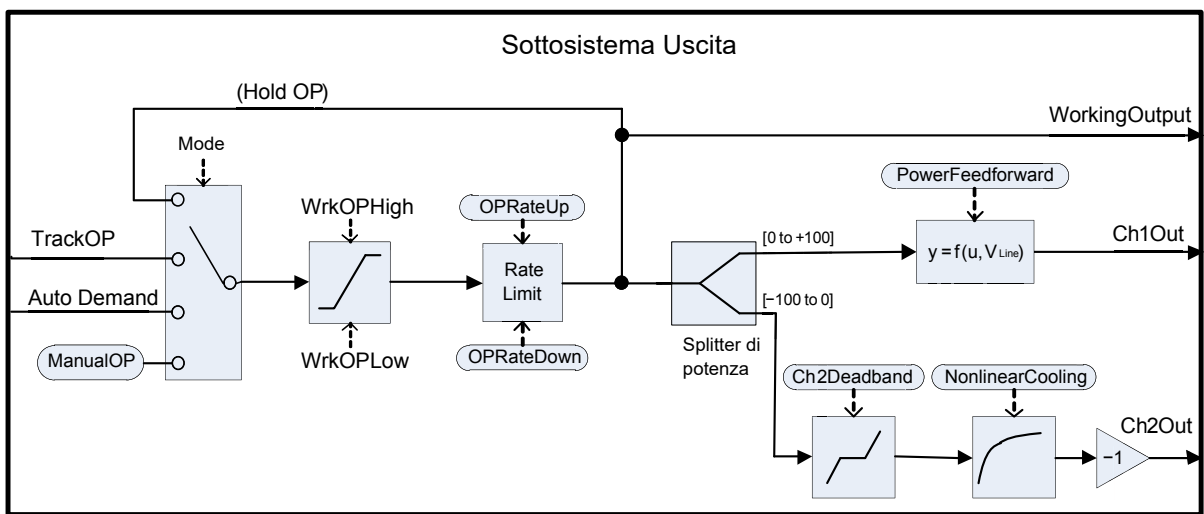 Sottosistema Uscita
(Hold OP)
WorkingOutput
Mode
PowerFeedforward
WrkOPHigh
OPRateUp
TrackOP
[0 to +100]
Ch1Out
y = f(u, VLine)
Rate
Limit
Auto Demand
[−100 to 0]
ManualOP
WrkOPLow
OPRateDown
Splitter di
potenza
Ch2Deadband
NonlinearCooling
Ch2Out
−1